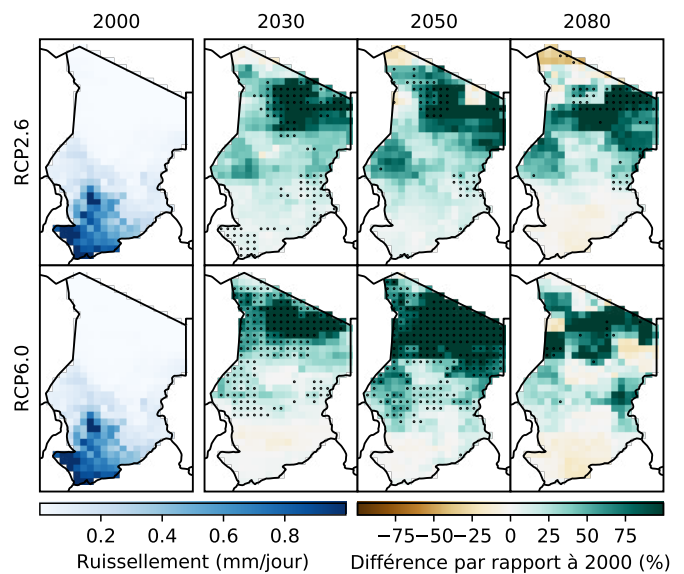 2000 2030 2050 2080
RCP2.6
RCP6.0
0.2 0.4 0.6 0.8 −75 −50 −25 0 25 50 75
Ruissellement (mm/jour) Différence par rapport à 2000 (%)